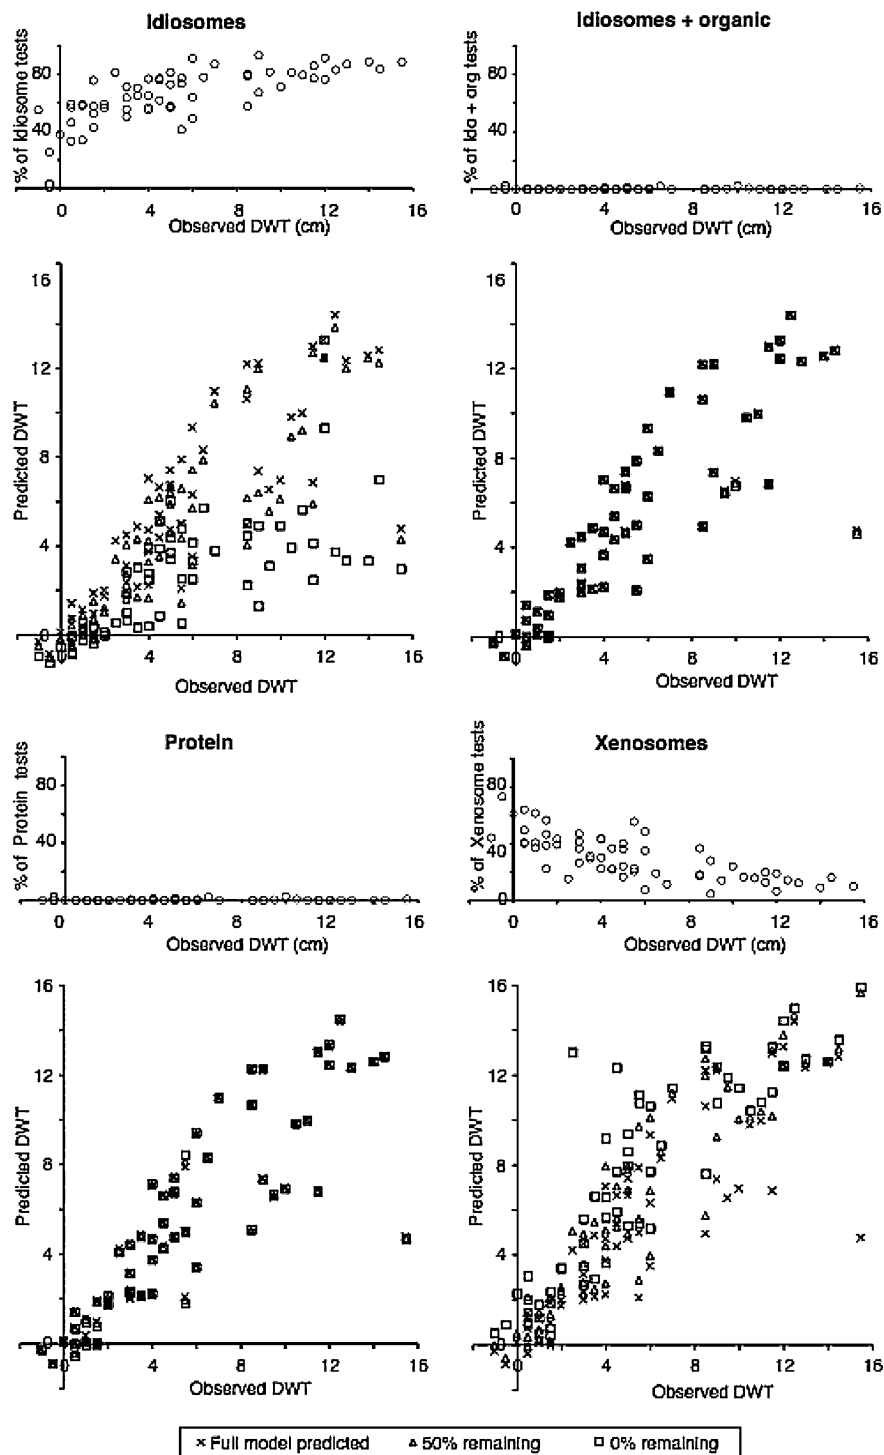 Idiosomes
Idiosomes + organic
% of Idiosome tests
80
40
0
0 4 8 12 16
Observed DWT (cm)
% of Ido + org tests
80
40
0
0 4 8 12 16
Observed DWT (cm)
Predicted DWT
16
12
8
4
0
0 4 8 12 16
Observed DWT
Predicted DWT
16
12
8
4
0
0 4 8 12 16
Observed DWT
Protein
Xenosomes
% of Protein tests
80
40
0
0 4 8 12 16
Observed DWT (cm)
% of Xenosome tests
80
40
0
0 4 8 12 16
Observed DWT (cm)
Predicted DWT
16
12
8
4
0
0 4 8 12 16
Observed DWT
Predicted DWT
16
12
8
4
0
0 4 8 12 16
Observed DWT
× Full model predicted △ 50% remaining □ 0% remaining